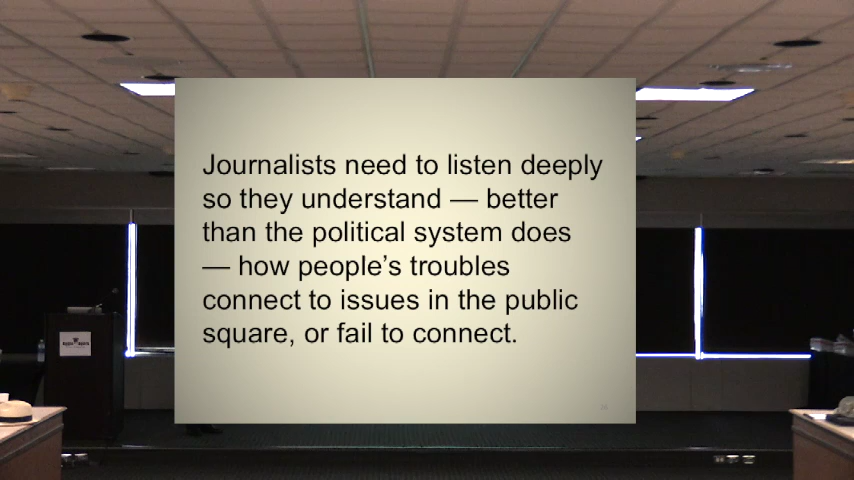 Journalists need to listen deeply
so they understand — better
than the political system does
— how people’s troubles
connect to issues in the public
square, or fail to connect.